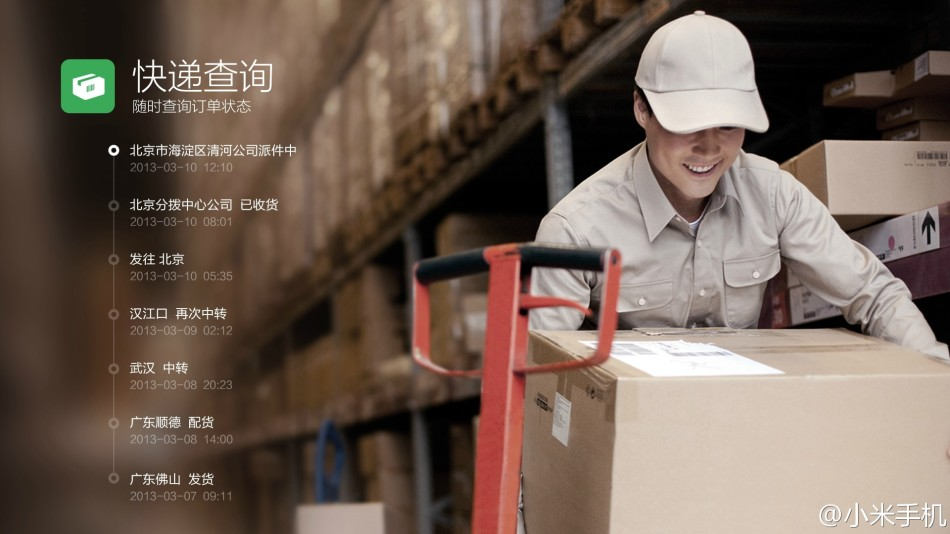 快递查询
随时查询订单状态
北京市海淀区清河公司派件中
2013-03-10 12:10
北京分拨中心公司 已收货
2013-03-10 08:01
发往 北京
2013-03-10 05:35
汉江口 再次中转
2013-03-09 02:12
武汉 中转
2013-03-08 20:23
广东顺德 配货
2013-03-08 14:00
广东佛山 发货
2013-03-07 09:11
@小米手机